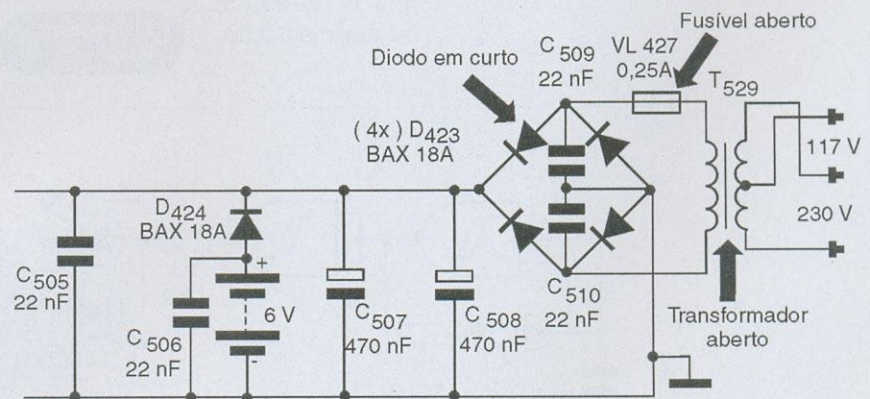 Fusível aberto
Diodo em curto
C 509
22 nF
VL 427
0,25A
T 529
( 4x ) D 423
BAX 18A
117 V
230 V
D 424
BAX 18A
+
6 V
-
C 505
22 nF
C 506
22 nF
C 507
470 nF
C 508
470 nF
C 510
22 nF
Transformador
aberto